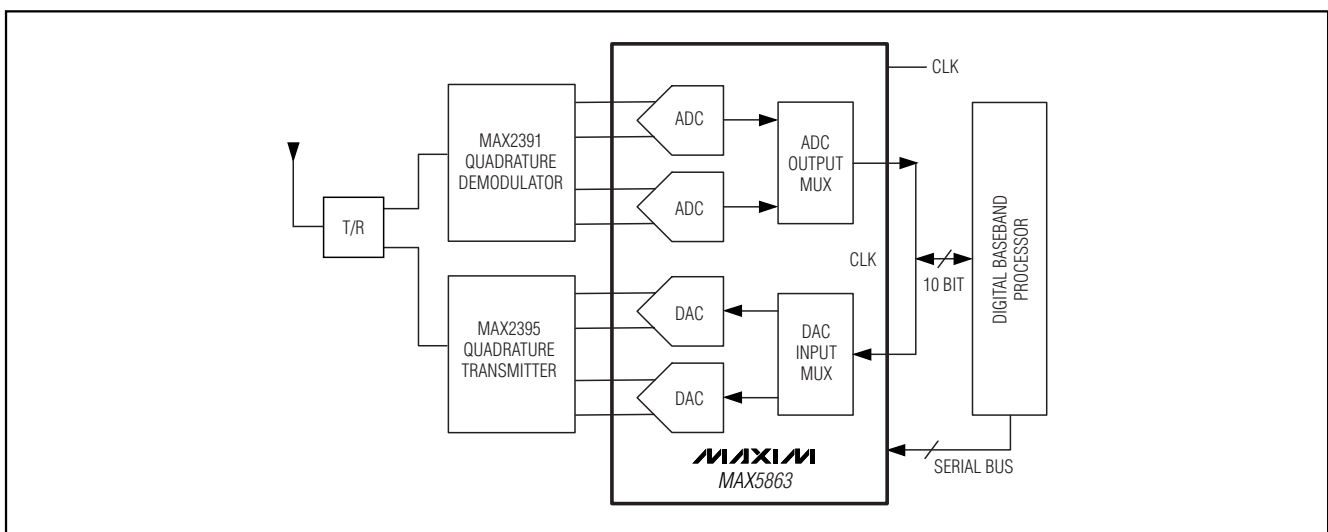 T/R
MAX2391
QUADRATURE
DEMODULATOR
MAX2395
QUADRATURE
TRANSMITTER
ADC
ADC
ADC
OUTPUT
MUX
DAC
DAC
DAC
INPUT
MUX
CLK
CLK
10 BIT
DIGITAL BASEBAND
PROCESSOR
SERIAL BUS
MAXIM
MAX5863